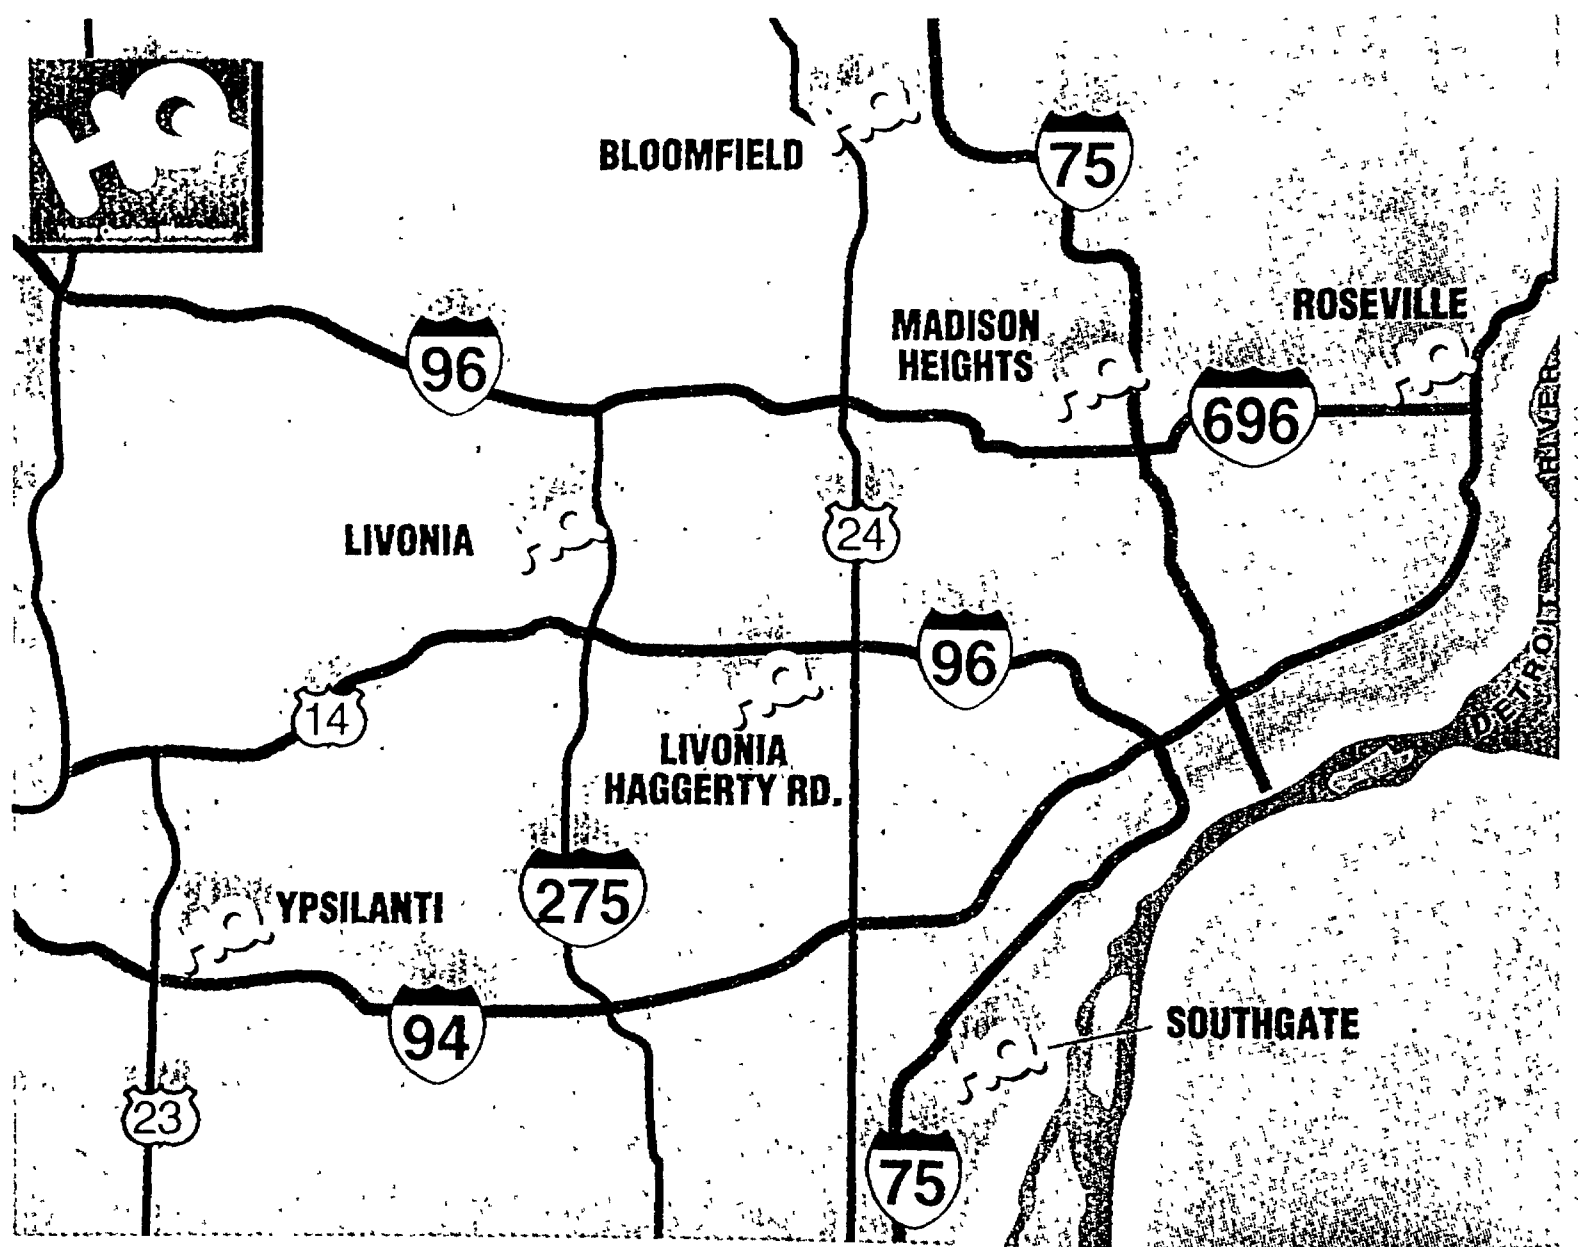 HQ
BLOOMFIELD
75
MADISON
HEIGHTS
ROSEVILLE
96
696
LIVONIA
24
DETROIT RIVER
96
14
LIVONIA
HAGGERTY RD.
275
YPSILANTI
94
SOUTHGATE
23
75